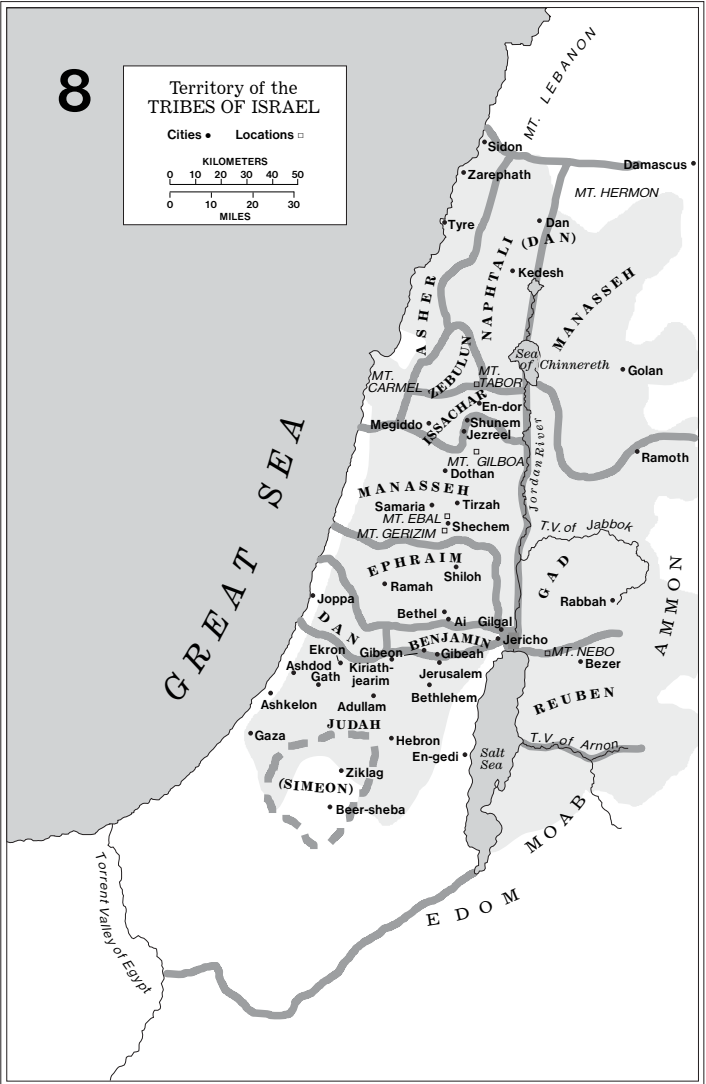 8
Territory of the
TRIBES OF ISRAEL
Cities
Locations
KILOMETERS
0 10 20 30 40 50
0 10 20 30
MILES
MT. LEBANON
Sidon
Zarephath
Damascus
MT. HERMON
Tyre
Dan
(DAN)
NAPHTALI
Kedesh
ASHER
MANASSEH
Sea
of Chinnereth
ZEBULUN
MT.
CARMEL
MT.
TABOR
Golan
En-dor
ISSACHAR
Megiddo
Shunem
Jezreel
MT. GILBOA
Jordan River
Ramoth
Dothan
MANASSEH
Samaria
Tirzah
MT. EBAL
Shechem
MT. GERIZIM
T.V. of Jabbok
GREAT SEA
EPHRAIM
Shiloh
Ramah
GAD
Rabbah
AMMON
Joppa
Bethel
Ai
Gilgal
DAN
BENJAMIN
Jericho
Ekron
Gibeon
Gibeah
MT. NEBO
Ashdod
Kiriath-
jearim
Bezer
Gath
Jerusalem
Ashkelon
Adullam
Bethlehem
REUBEN
JUDAH
Gaza
Hebron
En-gedi
Salt
Sea
T.V. of Arnon
Ziklag
(SIMEON)
Beer-sheba
MOAB
EDOM
Torrent Valley of Egypt